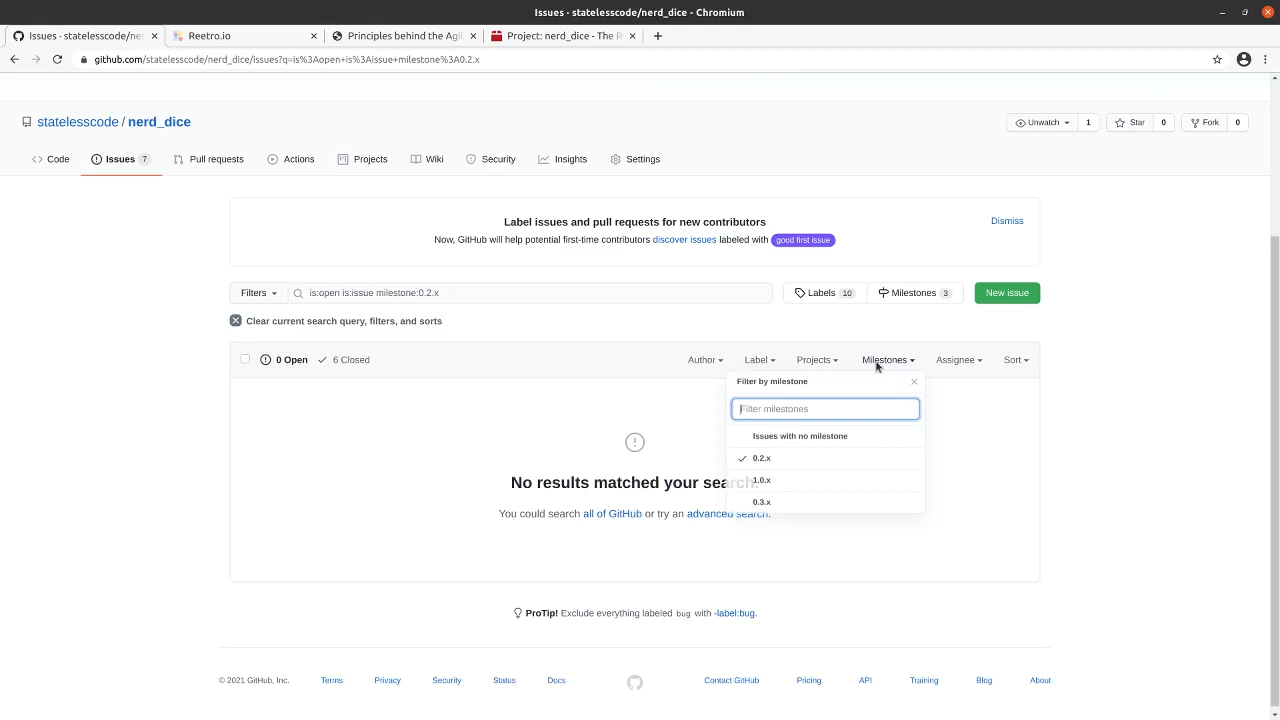 Issues · statelesscode/nerd_dice - Chromium
Issues · statelesscode/ner
Reetro.io
Principles behind the Agil
Project: nerd_dice - The R
github.com/statelesscode/nerd_dice/issues?q=is%3Aopen+is%3Aissue+milestone%3A0.2.x
statelesscode / nerd_dice
Unwatch 1
Star 0
Fork 0
Code
Issues 7
Pull requests
Actions
Projects
Wiki
Security
Insights
Settings
Label issues and pull requests for new contributors
Dismiss
Now, GitHub will help potential first-time contributors discover issues labeled with good first issue
Filters
is:open is:issue milestone:0.2.x
Labels 10
Milestones 3
New issue
Clear current search query, filters, and sorts
0 Open
6 Closed
Author
Label
Projects
Milestones
Assignee
Sort
Filter by milestone
Filter milestones
Issues with no milestone
0.2.x
1.0.x
0.3.x
No results matched your search.
You could search all of GitHub or try an advanced search.
ProTip! Exclude everything labeled bug with -label:bug.
© 2021 GitHub, Inc.
Terms
Privacy
Security
Status
Docs
Contact GitHub
Pricing
API
Training
Blog
About